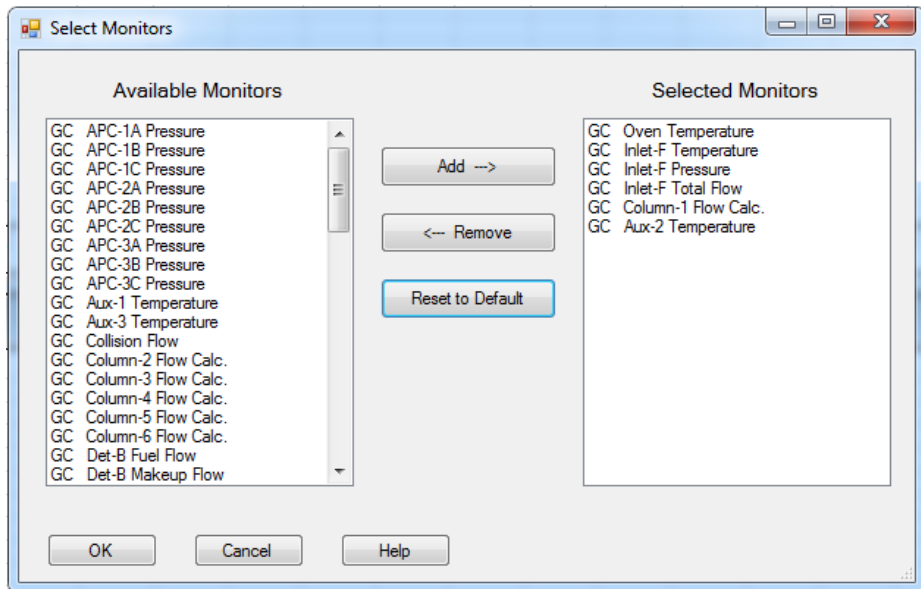 Select Monitors
Available Monitors
GC APC-1A Pressure
GC APC-1B Pressure
GC APC-1C Pressure
GC APC-2A Pressure
GC APC-2B Pressure
GC APC-2C Pressure
GC APC-3A Pressure
GC APC-3B Pressure
GC APC-3C Pressure
GC Aux-1 Temperature
GC Aux-3 Temperature
GC Collision Flow
GC Column-2 Flow Calc.
GC Column-3 Flow Calc.
GC Column-4 Flow Calc.
GC Column-5 Flow Calc.
GC Column-6 Flow Calc.
GC Det-B Fuel Flow
GC Det-B Makeup Flow
Add --->
<--- Remove
Reset to Default
Selected Monitors
GC Oven Temperature
GC Inlet-F Temperature
GC Inlet-F Pressure
GC Inlet-F Total Flow
GC Column-1 Flow Calc.
GC Aux-2 Temperature
OK
Cancel
Help